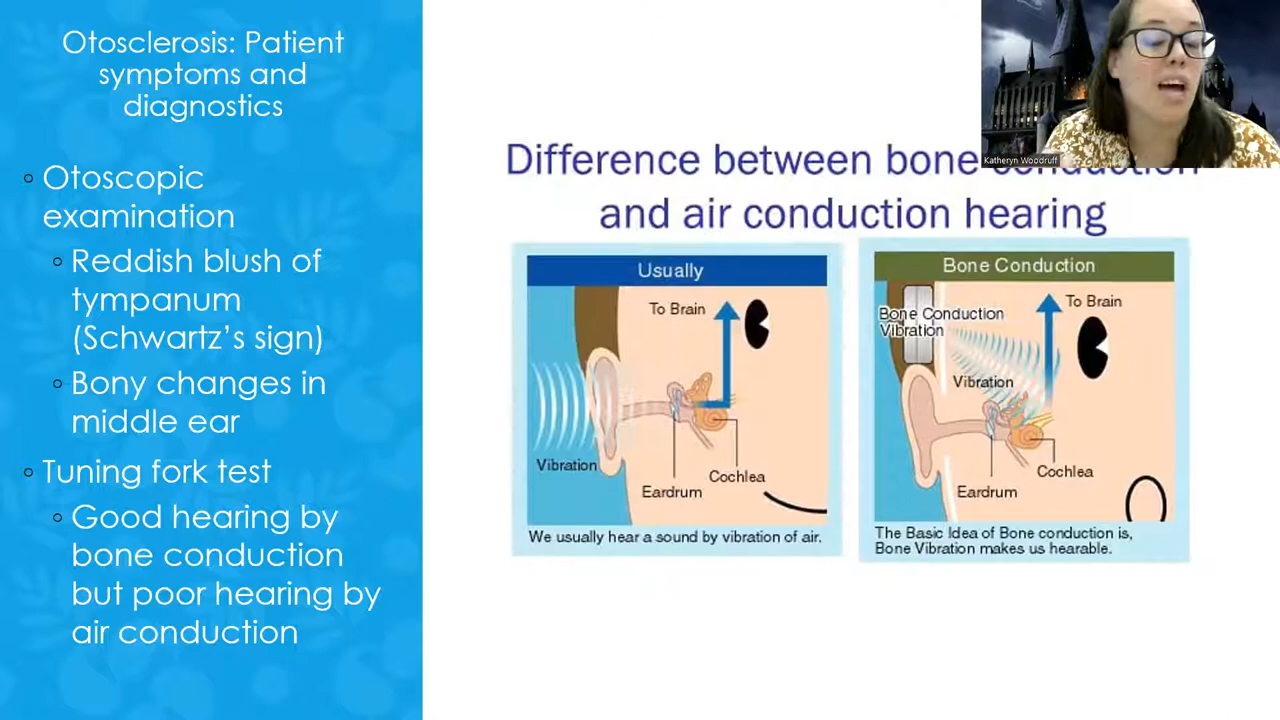 Otosclerosis: Patient
symptoms and
diagnostics
◦ Otoscopic
examination
◦ Reddish blush of
tympanum
(Schwartz’s sign)
◦ Bony changes in
middle ear
◦ Tuning fork test
◦ Good hearing by
bone conduction
but poor hearing by
air conduction
Katheryn Woodruff
Difference between bone conduction
and air conduction hearing
Usually
To Brain
Vibration
Cochlea
Eardrum
We usually hear a sound by vibration of air.
Bone Conduction
To Brain
Bone Conduction
Vibration
Vibration
Cochlea
Eardrum
The Basic Idea of Bone conduction is,
Bone Vibration makes us hearable.